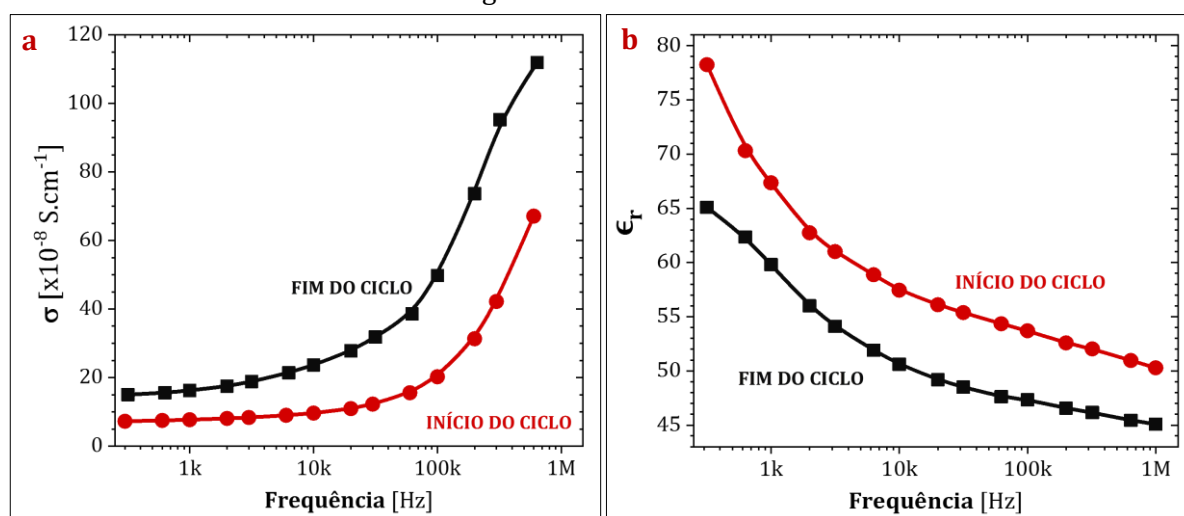 a
120
100
80
60
40
20
0
σ [x10⁻⁸ S.cm⁻¹]
FIM DO CICLO
INÍCIO DO CICLO
1k
10k
100k
1M
Frequência [Hz]
b
80
75
70
65
60
55
50
45
ϵr
INÍCIO DO CICLO
FIM DO CICLO
1k
10k
100k
1M
Frequência [Hz]